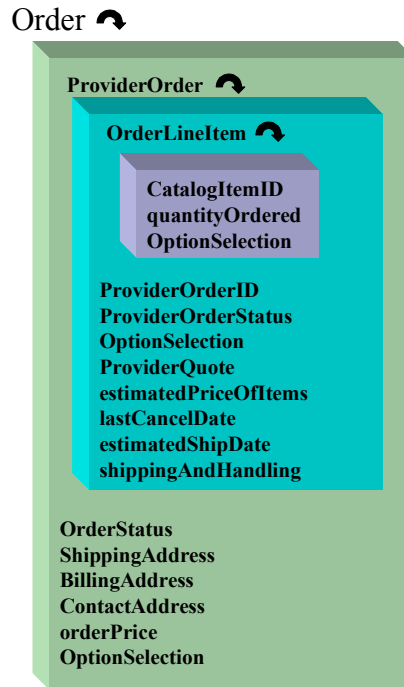 Order
ProviderOrder
OrderLineItem
CatalogItemID
quantityOrdered
OptionSelection
ProviderOrderID
ProviderOrderStatus
OptionSelection
ProviderQuote
estimatedPriceOfItems
lastCancelDate
estimatedShipDate
shippingAndHandling
OrderStatus
ShippingAddress
BillingAddress
ContactAddress
orderPrice
OptionSelection